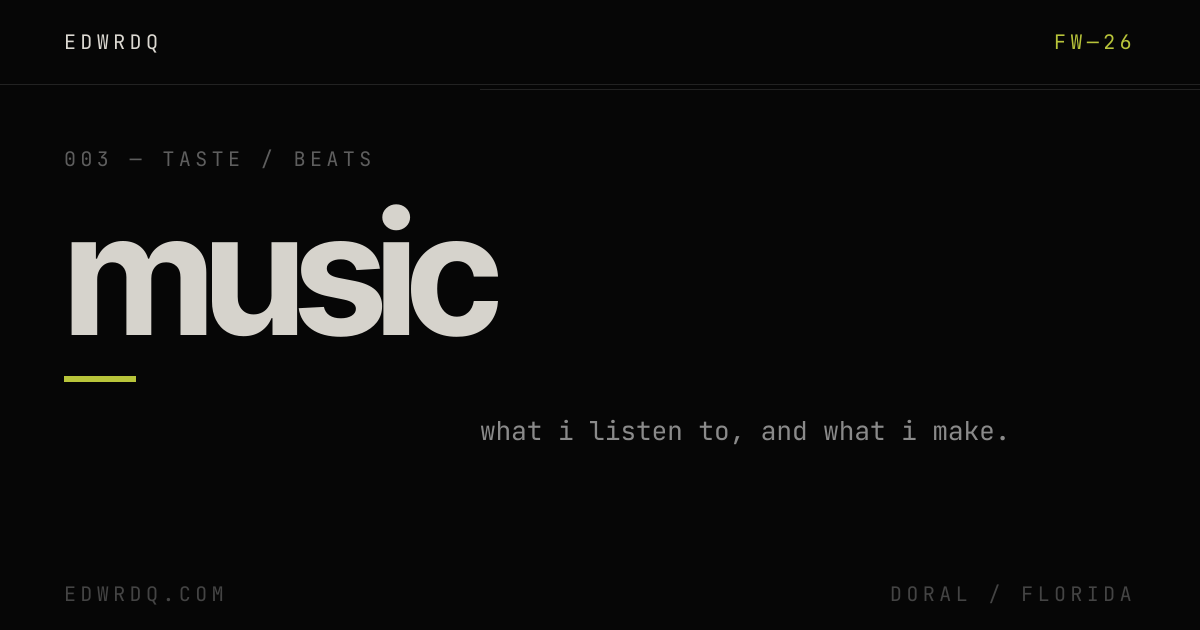 EDWRDQ
FW—26
003 — TASTE / BEATS
music
what i listen to, and what i make.
EDWRDQ.COM
DORAL / FLORIDA